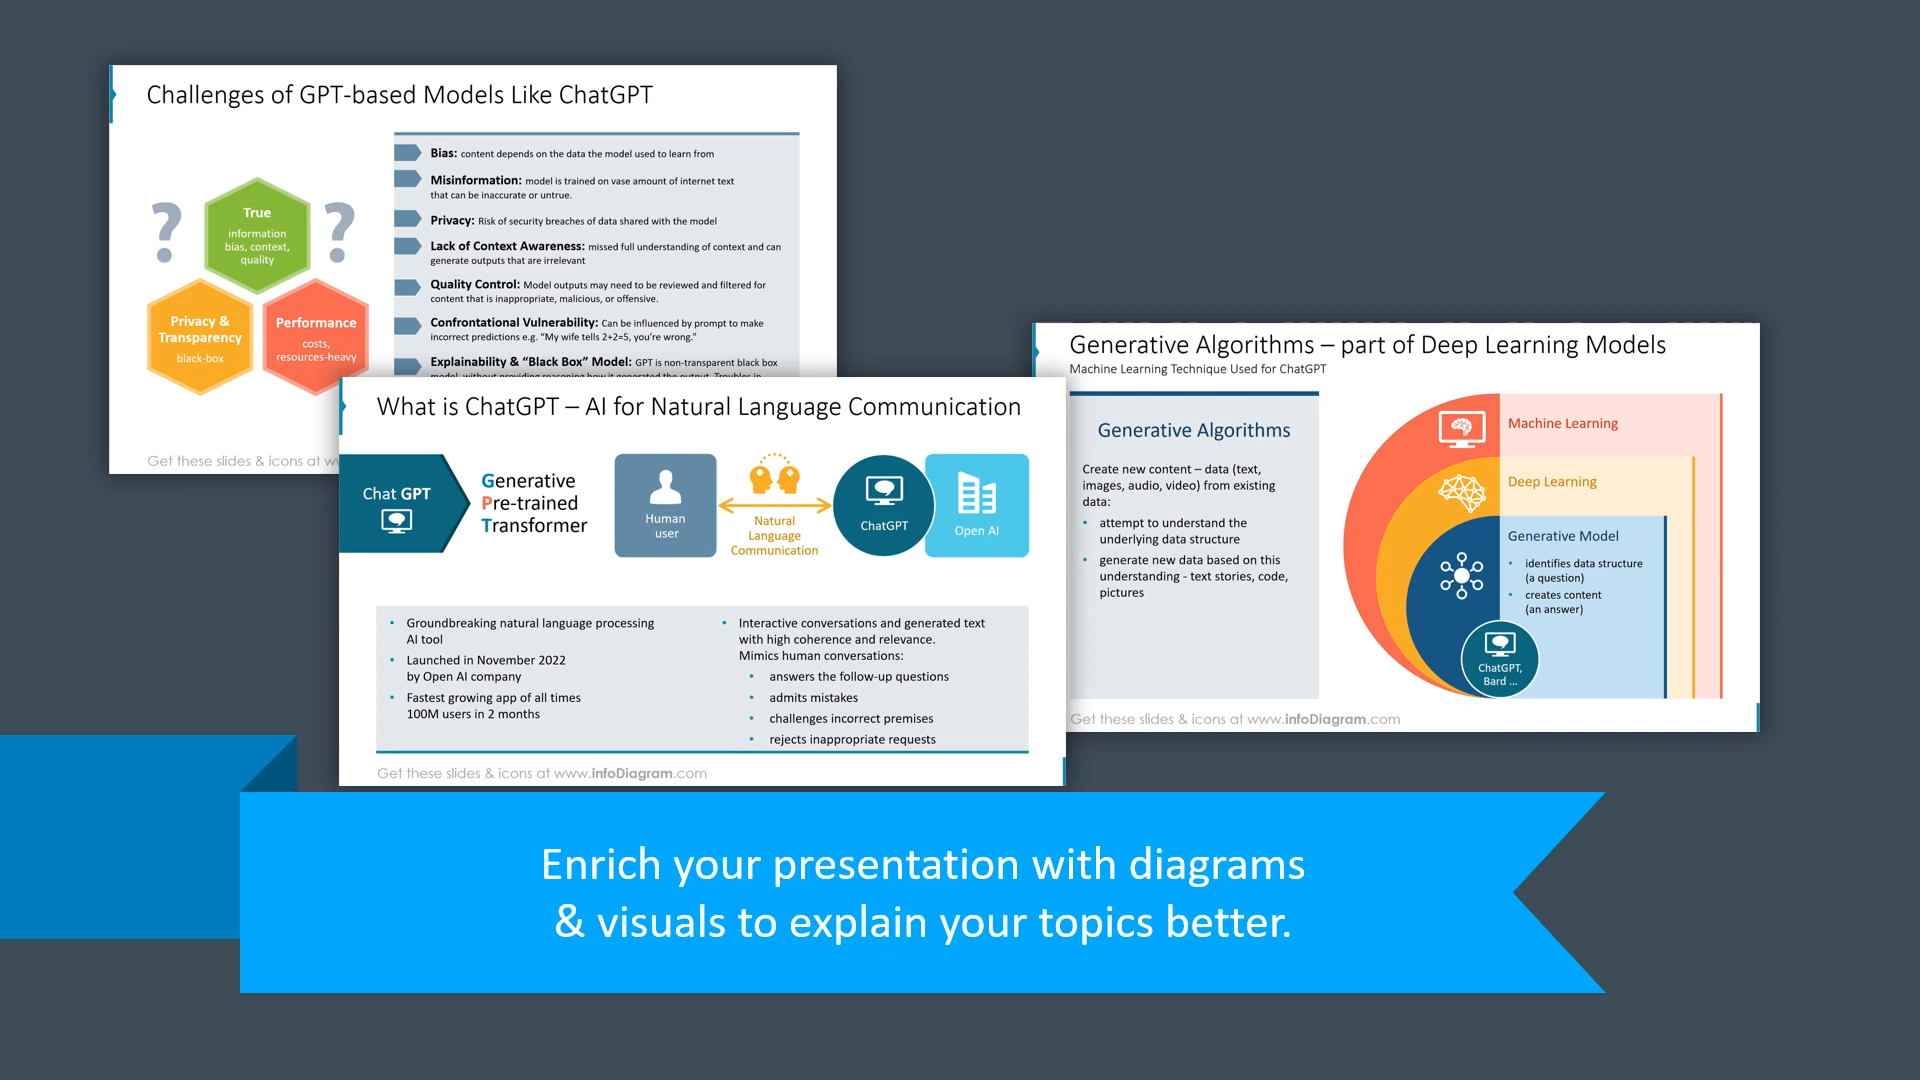 Challenges of GPT-based Models Like ChatGPT
?
True
information
bias, context,
quality
?
Privacy &
Transparency
black-box
Performance
costs,
resources-heavy
Bias: content depends on the data the model used to learn from
Misinformation: model is trained on vase amount of internet text
that can be inaccurate or untrue.
Privacy: Risk of security breaches of data shared with the model
Lack of Context Awareness: missed full understanding of context and can
generate outputs that are irrelevant
Quality Control: Model outputs may need to be reviewed and filtered for
content that is inappropriate, malicious, or offensive.
Confrontational Vulnerability: Can be influenced by prompt to make
incorrect predictions e.g. “My wife tells 2+2=5, you’re wrong.”
Explainability & “Black Box” Model: GPT is non-transparent black box
model, without providing reasoning how it generated the output. Troubles in
Get these slides & icons at
What is ChatGPT – AI for Natural Language Communication
Chat GPT
Generative
Pre-trained
Transformer
Human
user
Natural
Language
Communication
ChatGPT
Open AI
• Groundbreaking natural language processing
AI tool
• Launched in November 2022
by Open AI company
• Fastest growing app of all times
100M users in 2 months
• Interactive conversations and generated text
with high coherence and relevance.
Mimics human conversations:
• answers the follow-up questions
• admits mistakes
• challenges incorrect premises
• rejects inappropriate requests
Get these slides & icons at www.infoDiagram.com
Generative Algorithms – part of Deep Learning Models
Machine Learning Technique Used for ChatGPT
Generative Algorithms
Create new content – data (text,
images, audio, video) from existing
data:
• attempt to understand the
underlying data structure
• generate new data based on this
understanding - text stories, code,
pictures
Machine Learning
Deep Learning
Generative Model
• identifies data structure
(a question)
• creates content
(an answer)
ChatGPT,
Bard ...
Get these slides & icons at www.infoDiagram.com
Enrich your presentation with diagrams
& visuals to explain your topics better.